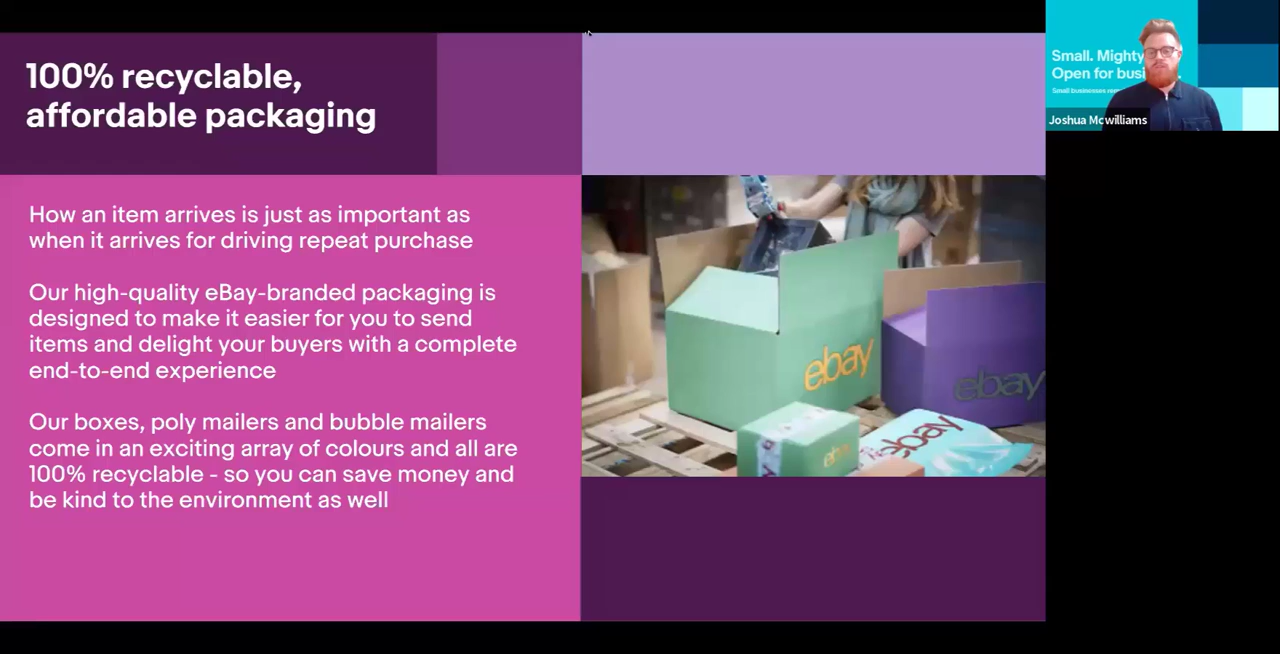 100% recyclable,
affordable packaging
How an item arrives is just as important as
when it arrives for driving repeat purchase
Our high-quality eBay-branded packaging is
designed to make it easier for you to send
items and delight your buyers with a complete
end-to-end experience
Our boxes, poly mailers and bubble mailers
come in an exciting array of colours and all are
100% recyclable - so you can save money and
be kind to the environment as well
ebay
ebay
ebay
ebay
Small. Mighty
Open for busi
Small businesses
Joshua Mcwilliams